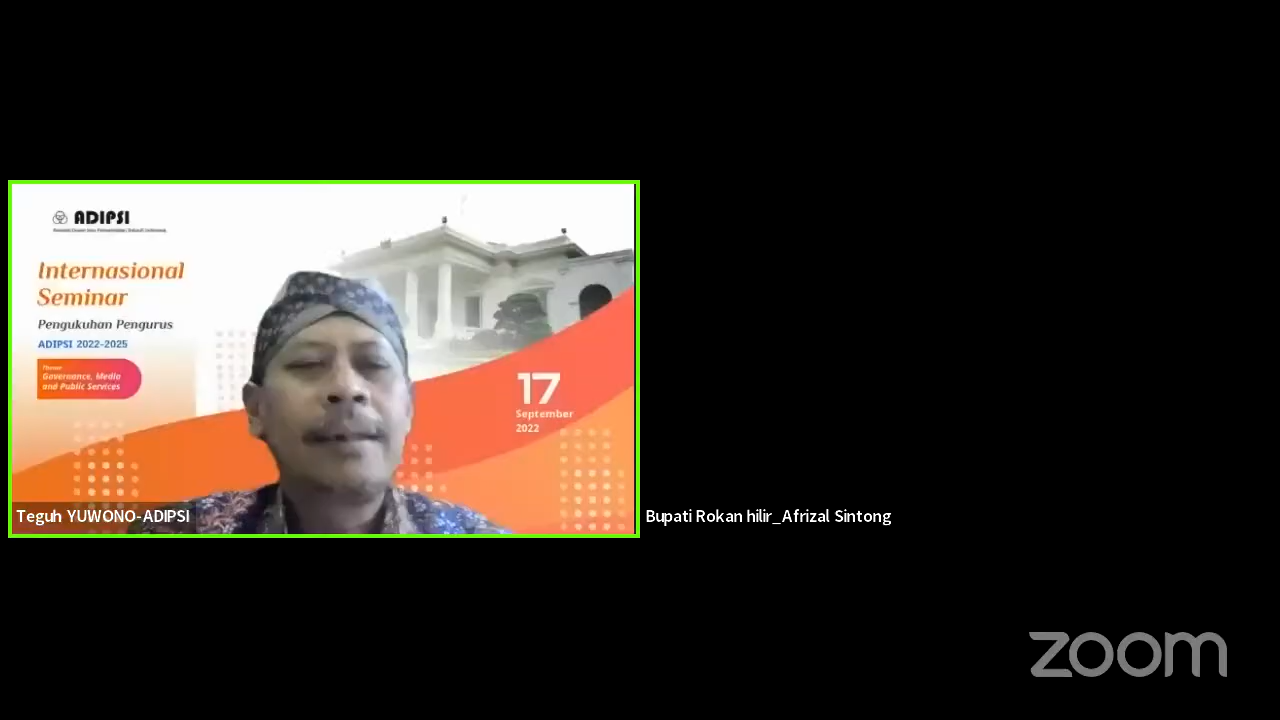 ADIPSI
Internasional
Seminar
Pengukuhan Pengurus
ADIPSI 2022-2025
Theme:
Governance, Media
and Public Services
17
September
2022
Teguh YUWONO-ADIPSI
Bupati Rokan hilir_Afrizal Sintong
zoom